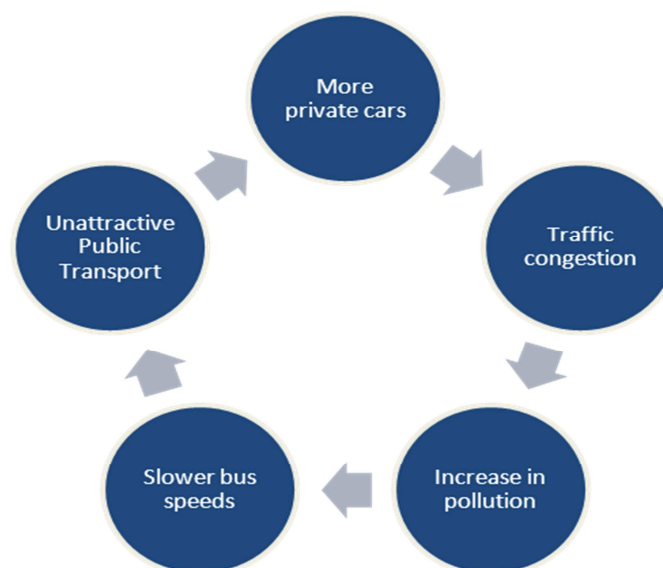 More
private cars
Traffic
congestion
Increase in
pollution
Slower bus
speeds
Unattractive
Public
Transport